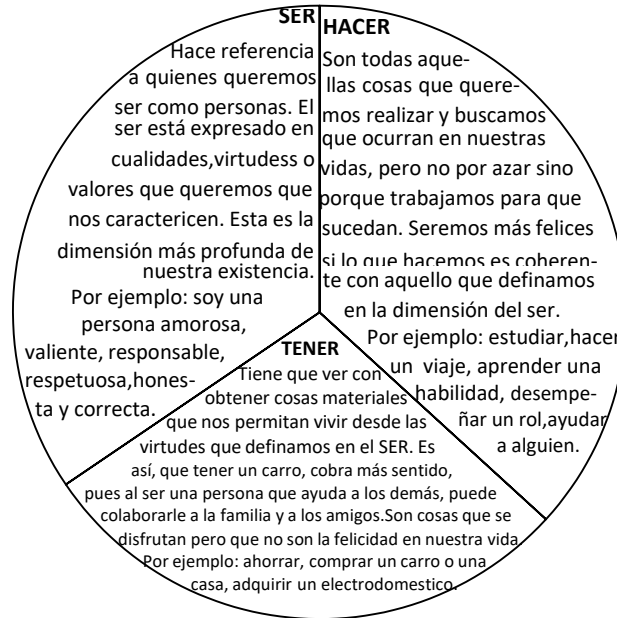 SER
Hace referencia
a quienes queremos
ser como personas. El
ser está expresado en
cualidades,virtudess o
valores que queremos que
nos caractericen. Esta es la
dimensión más profunda de
nuestra existencia.
Por ejemplo: soy una
persona amorosa,
valiente, responsable,
respetuosa,hones-
ta y correcta.
HACER
Son todas aque-
llas cosas que quere-
mos realizar y buscamos
que ocurran en nuestras
vidas, pero no por azar sino
porque trabajamos para que
sucedan. Seremos más felices
si lo que hacemos es coheren-
te con aquello que definamos
en la dimensión del ser.
Por ejemplo: estudiar,hacer
un viaje, aprender una
habilidad, desempe-
ñar un rol,ayudar
a alguien.
TENER
Tiene que ver con
obtener cosas materiales
que nos permitan vivir desde las
virtudes que definamos en el SER. Es
así, que tener un carro, cobra más sentido,
pues al ser una persona que ayuda a los demás, puede
colaborarle a la familia y a los amigos.Son cosas que se
disfrutan pero que no son la felicidad en nuestra vida.
Por ejemplo: ahorrar, comprar un carro o una
casa, adquirir un electrodomestico.